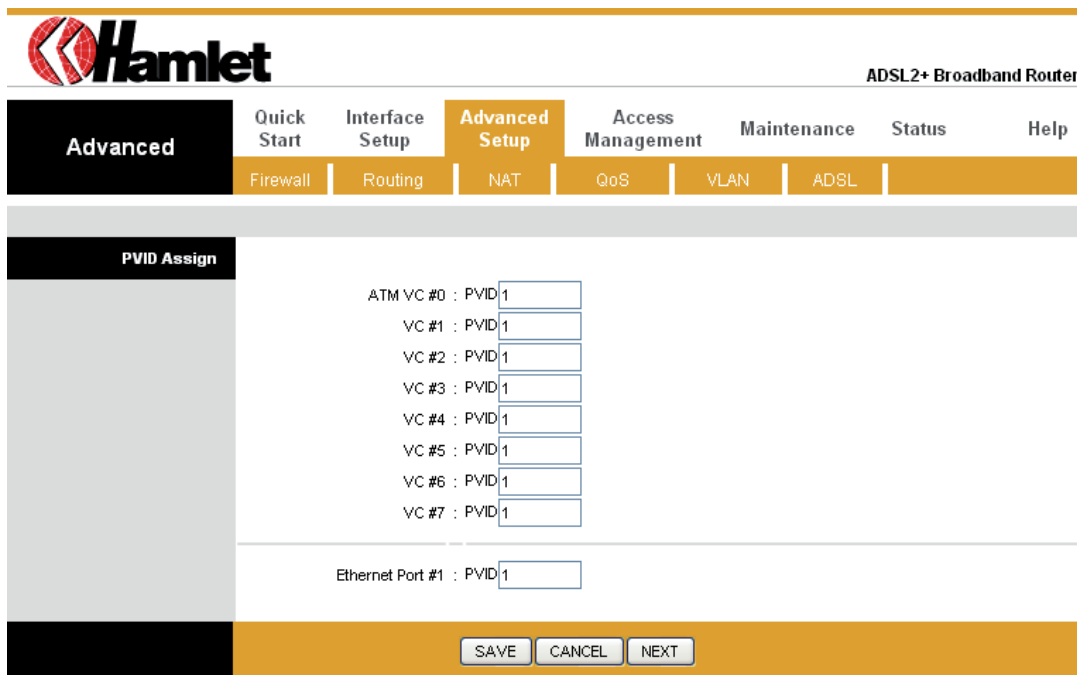 Hamlet
ADSL2+ Broadband Router
Advanced
Quick Start
Interface Setup
Advanced Setup
Access Management
Maintenance
Status
Help
Firewall
Routing
NAT
QoS
VLAN
ADSL
PVID Assign
ATM VC #0 : PVID 1
VC #1 : PVID 1
VC #2 : PVID 1
VC #3 : PVID 1
VC #4 : PVID 1
VC #5 : PVID 1
VC #6 : PVID 1
VC #7 : PVID 1
Ethernet Port #1 : PVID 1
SAVE CANCEL NEXT